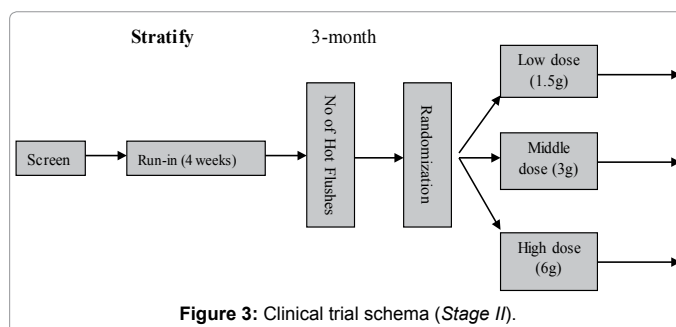 Stratify
3-month
Screen
Run-in (4 weeks)
No of Hot Flushes
Randomization
Low dose
(1.5g)
Middle
dose (3g)
High dose
(6g)
Figure 3: Clinical trial schema (Stage II).